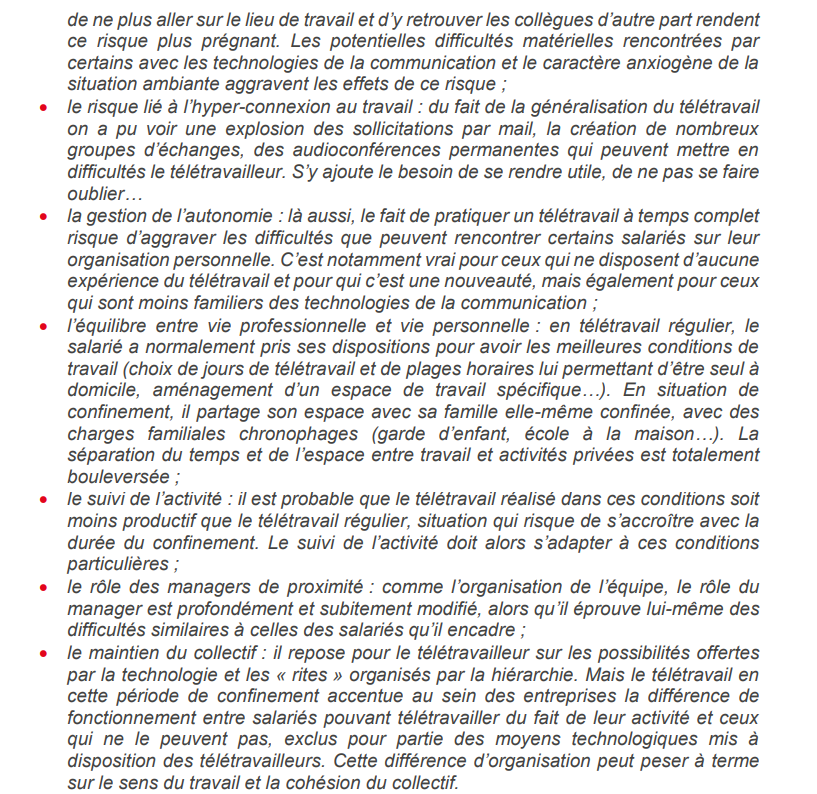 de ne plus aller sur le lieu de travail et d’y retrouver les collègues d’autre part rendent
ce risque plus prégnant. Les potentielles difficultés matérielles rencontrées par
certains avec les technologies de la communication et le caractère anxiogène de la
situation ambiante aggravent les effets de ce risque ;
• le risque lié à l’hyper-connexion au travail : du fait de la généralisation du télétravail
on a pu voir une explosion des sollicitations par mail, la création de nombreux
groupes d’échanges, des audioconférences permanentes qui peuvent mettre en
difficultés le télétravailleur. S’y ajoute le besoin de se rendre utile, de ne pas se faire
oublier…
• la gestion de l’autonomie : là aussi, le fait de pratiquer un télétravail à temps complet
risque d’aggraver les difficultés que peuvent rencontrer certains salariés sur leur
organisation personnelle. C’est notamment vrai pour ceux qui ne disposent d’aucune
expérience du télétravail et pour qui c’est une nouveauté, mais également pour ceux
qui sont moins familiers des technologies de la communication ;
• l’équilibre entre vie professionnelle et vie personnelle : en télétravail régulier, le
salarié a normalement pris ses dispositions pour avoir les meilleures conditions de
travail (choix de jours de télétravail et de plages horaires lui permettant d’être seul à
domicile, aménagement d’un espace de travail spécifique…). En situation de
confinement, il partage son espace avec sa famille elle-même confinée, avec des
charges familiales chronophages (garde d’enfant, école à la maison…). La
séparation du temps et de l’espace entre travail et activités privées est totalement
bouleversée ;
• le suivi de l’activité : il est probable que le télétravail réalisé dans ces conditions soit
moins productif que le télétravail régulier, situation qui risque de s’accroître avec la
durée du confinement. Le suivi de l’activité doit alors s’adapter à ces conditions
particulières ;
• le rôle des managers de proximité : comme l’organisation de l’équipe, le rôle du
manager est profondément et subitement modifié, alors qu’il éprouve lui-même des
difficultés similaires à celles des salariés qu’il encadre ;
• le maintien du collectif : il repose pour le télétravailleur sur les possibilités offertes
par la technologie et les « rites » organisés par la hiérarchie. Mais le télétravail en
cette période de confinement accentue au sein des entreprises la différence de
fonctionnement entre salariés pouvant télétravailler du fait de leur activité et ceux
qui ne le peuvent pas, exclus pour partie des moyens technologiques mis à
disposition des télétravailleurs. Cette différence d’organisation peut peser à terme
sur le sens du travail et la cohésion du collectif.